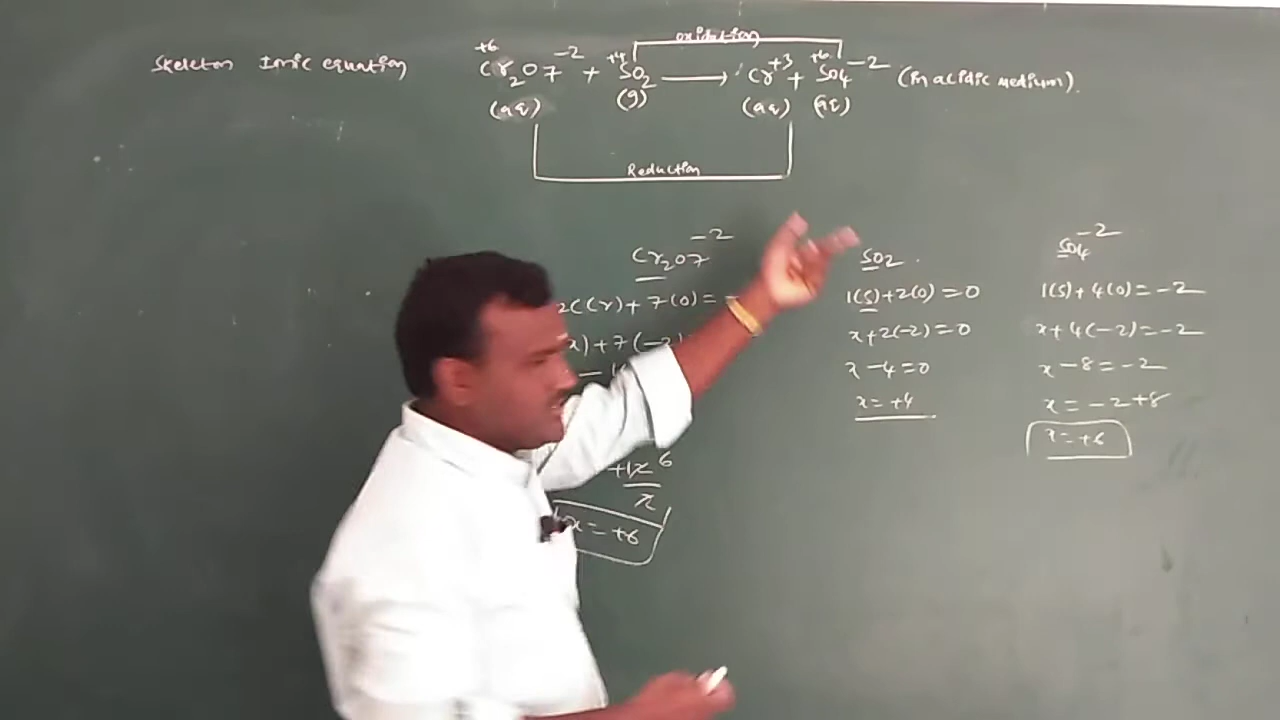 oxidation
+6 +4 +6
Skeleton Ionic equation Cr₂O7⁻² + SO₂ ⟶ Cr⁺³ + SO4⁻² (in acidic medium).
(aq) (g) (aq) (aq)
Reduction
Cr₂O7⁻²
2(Cr) + 7(O) =
x) + 7(-2)
+12 6
x = +6
SO₂.
1(S)+2(O)=0
x+2(-2)=0
x-4=0
x=+4
SO4⁻²
1(S)+4(O)=-2
x+4(-2)=-2
x-8=-2
x=-2+8
x=+6